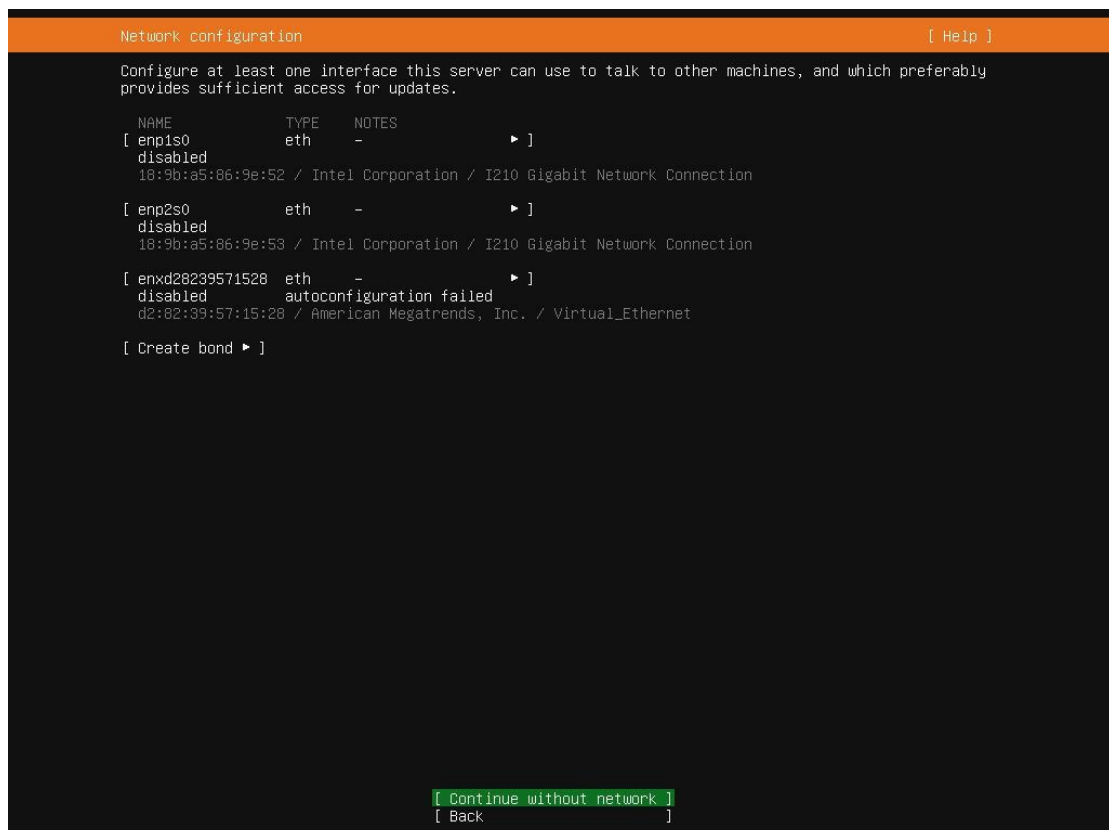 Network configuration [ Help ]
Configure at least one interface this server can use to talk to other machines, and which preferably
provides sufficient access for updates.
NAME TYPE NOTES
[ enp1s0 eth - ▸ ]
disabled
18:9b:a5:86:9e:52 / Intel Corporation / I210 Gigabit Network Connection
[ enp2s0 eth - ▸ ]
disabled
18:9b:a5:86:9e:53 / Intel Corporation / I210 Gigabit Network Connection
[ enxd28239571528 eth - ▸ ]
disabled autoconfiguration failed
d2:82:39:57:15:28 / American Megatrends, Inc. / Virtual_Ethernet
[ Create bond ▸ ]
[ Continue without network ]
[ Back ]